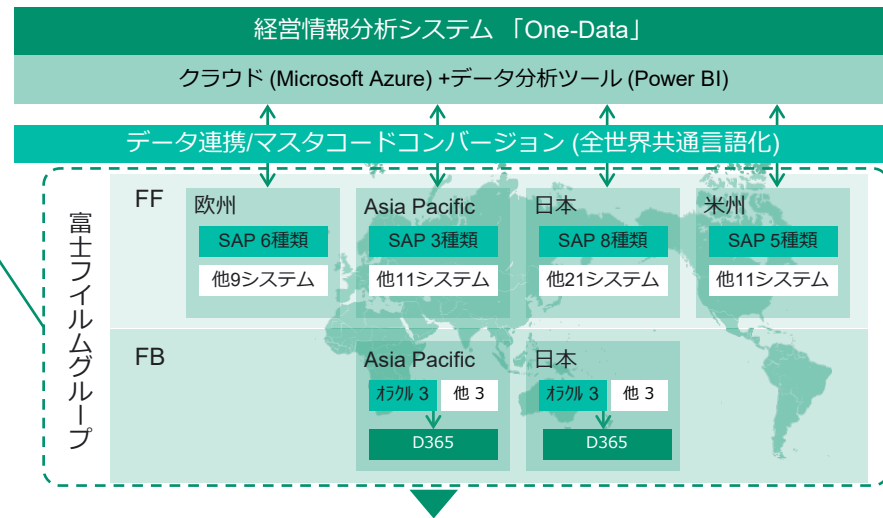 経営情報分析システム 「One-Data」
クラウド (Microsoft Azure) +データ分析ツール (Power BI)
データ連携/マスタコードコンバージョン (全世界共通言語化)
富士フイルムグループ
FF
欧州
SAP 6種類
他9システム
Asia Pacific
SAP 3種類
他11システム
日本
SAP 8種類
他21システム
米州
SAP 5種類
他11システム
FB
Asia Pacific
オラクル 3
他 3
D365
日本
オラクル 3
他 3
D365